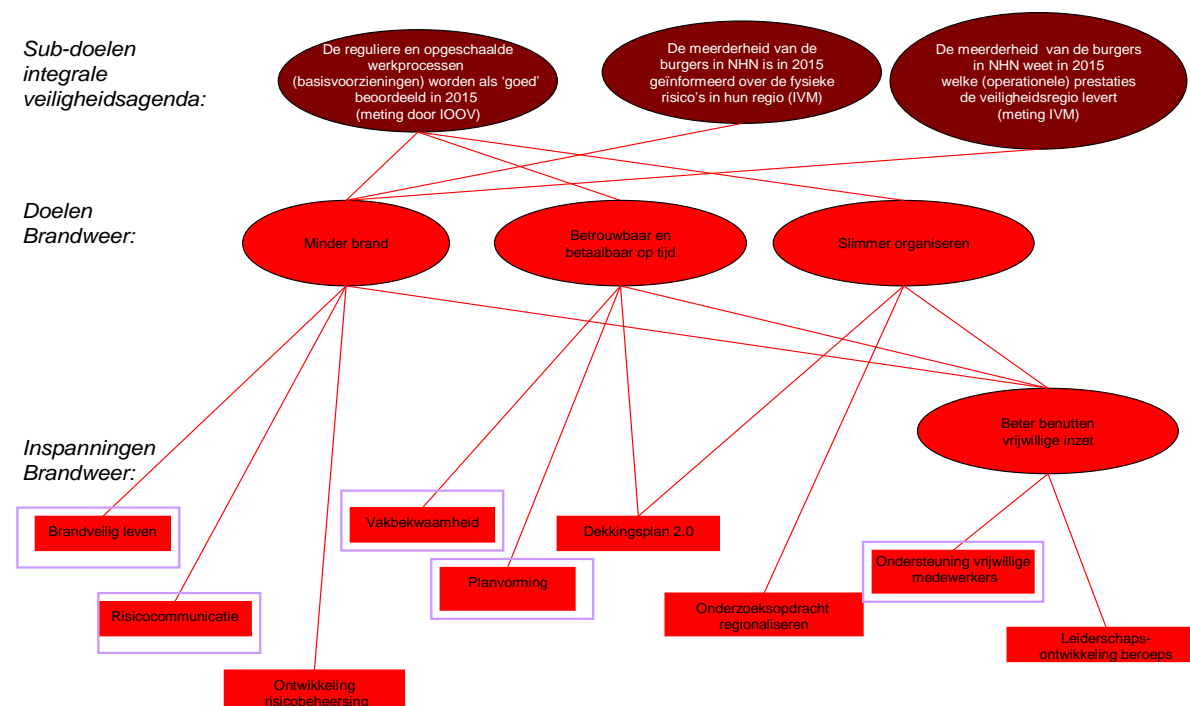 Sub-doelen
integrale
veiligheidsagenda:
De reguliere en opgeschaalde
werkprocessen
(basisvoorzieningen) worden als ‘goed’
beoordeeld in 2015
(meting door IOOV)
De meerderheid van de
burgers in NHN is in 2015
geïnformeerd over de fysieke
risico’s in hun regio (IVM)
De meerderheid van de burgers
in NHN weet in 2015
welke (operationele) prestaties
de veiligheidsregio levert
(meting IVM)
Doelen
Brandweer:
Minder brand
Betrouwbaar en
betaalbaar op tijd
Slimmer organiseren
Beter benutten
vrijwillige inzet
Inspanningen
Brandweer:
Brandveilig leven
Vakbekwaamheid
Dekkingsplan 2.0
Ondersteuning vrijwillige
medewerkers
Planvorming
Risicocommunicatie
Onderzoeksopdracht
regionaliseren
Leiderschaps-
ontwikkeling beroeps
Ontwikkeling
risicobeheersing